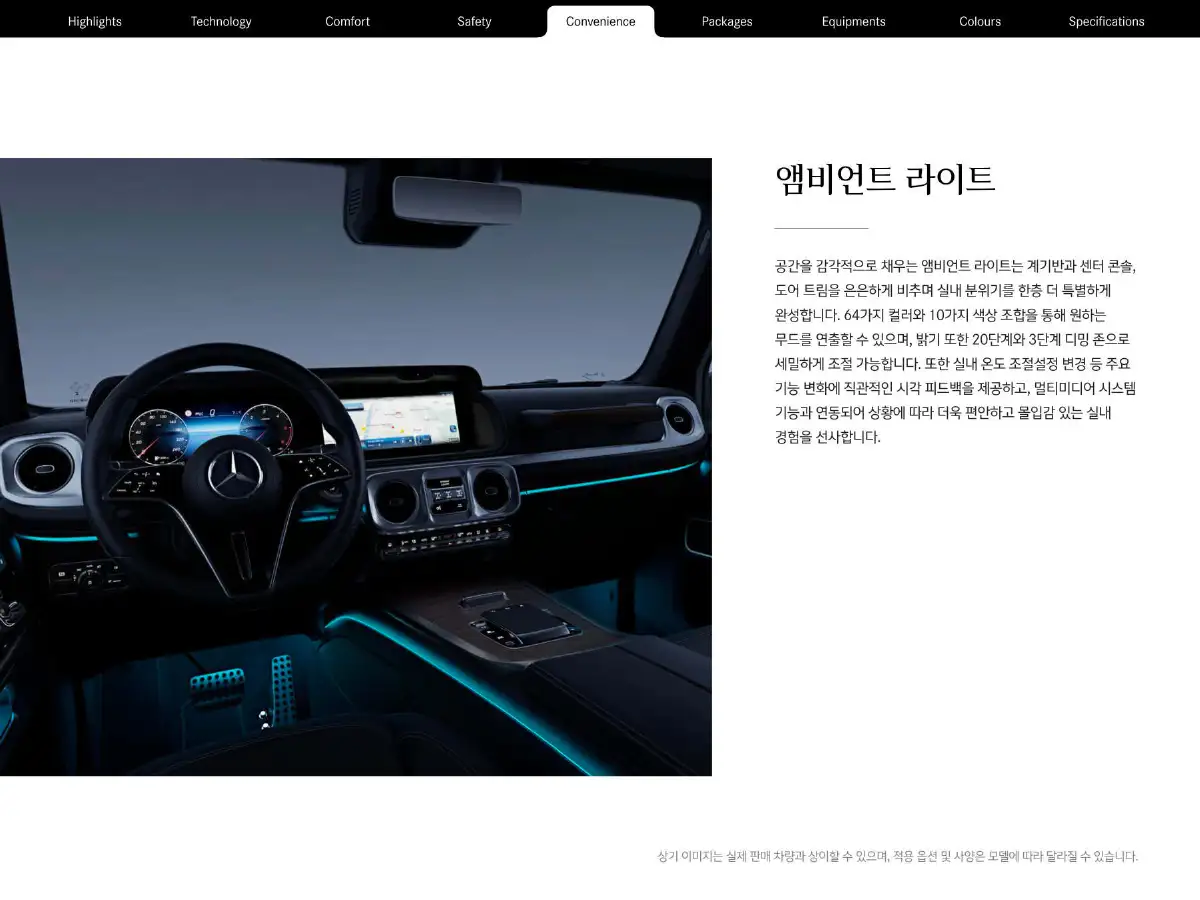 Highlights
Technology
Comfort
Safety
Convenience
Packages
Equipments
Colours
Specifications
앰비언트 라이트
공간을 감각적으로 채우는 앰비언트 라이트는 계기반과 센터 콘솔,
도어 트림을 은은하게 비추며 실내 분위기를 한층 더 특별하게
완성합니다. 64가지 컬러와 10가지 색상 조합을 통해 원하는
무드를 연출할 수 있으며, 밝기 또한 20단계와 3단계 디밍 존으로
세밀하게 조절 가능합니다. 또한 실내 온도 조절설정 변경 등 주요
기능 변화에 직관적인 시각 피드백을 제공하고, 멀티미디어 시스템
기능과 연동되어 상황에 따라 더욱 편안하고 몰입감 있는 실내
경험을 선사합니다.
상기 이미지는 실제 판매 차량과 상이할 수 있으며, 적용 옵션 및 사양은 모델에 따라 달라질 수 있습니다.